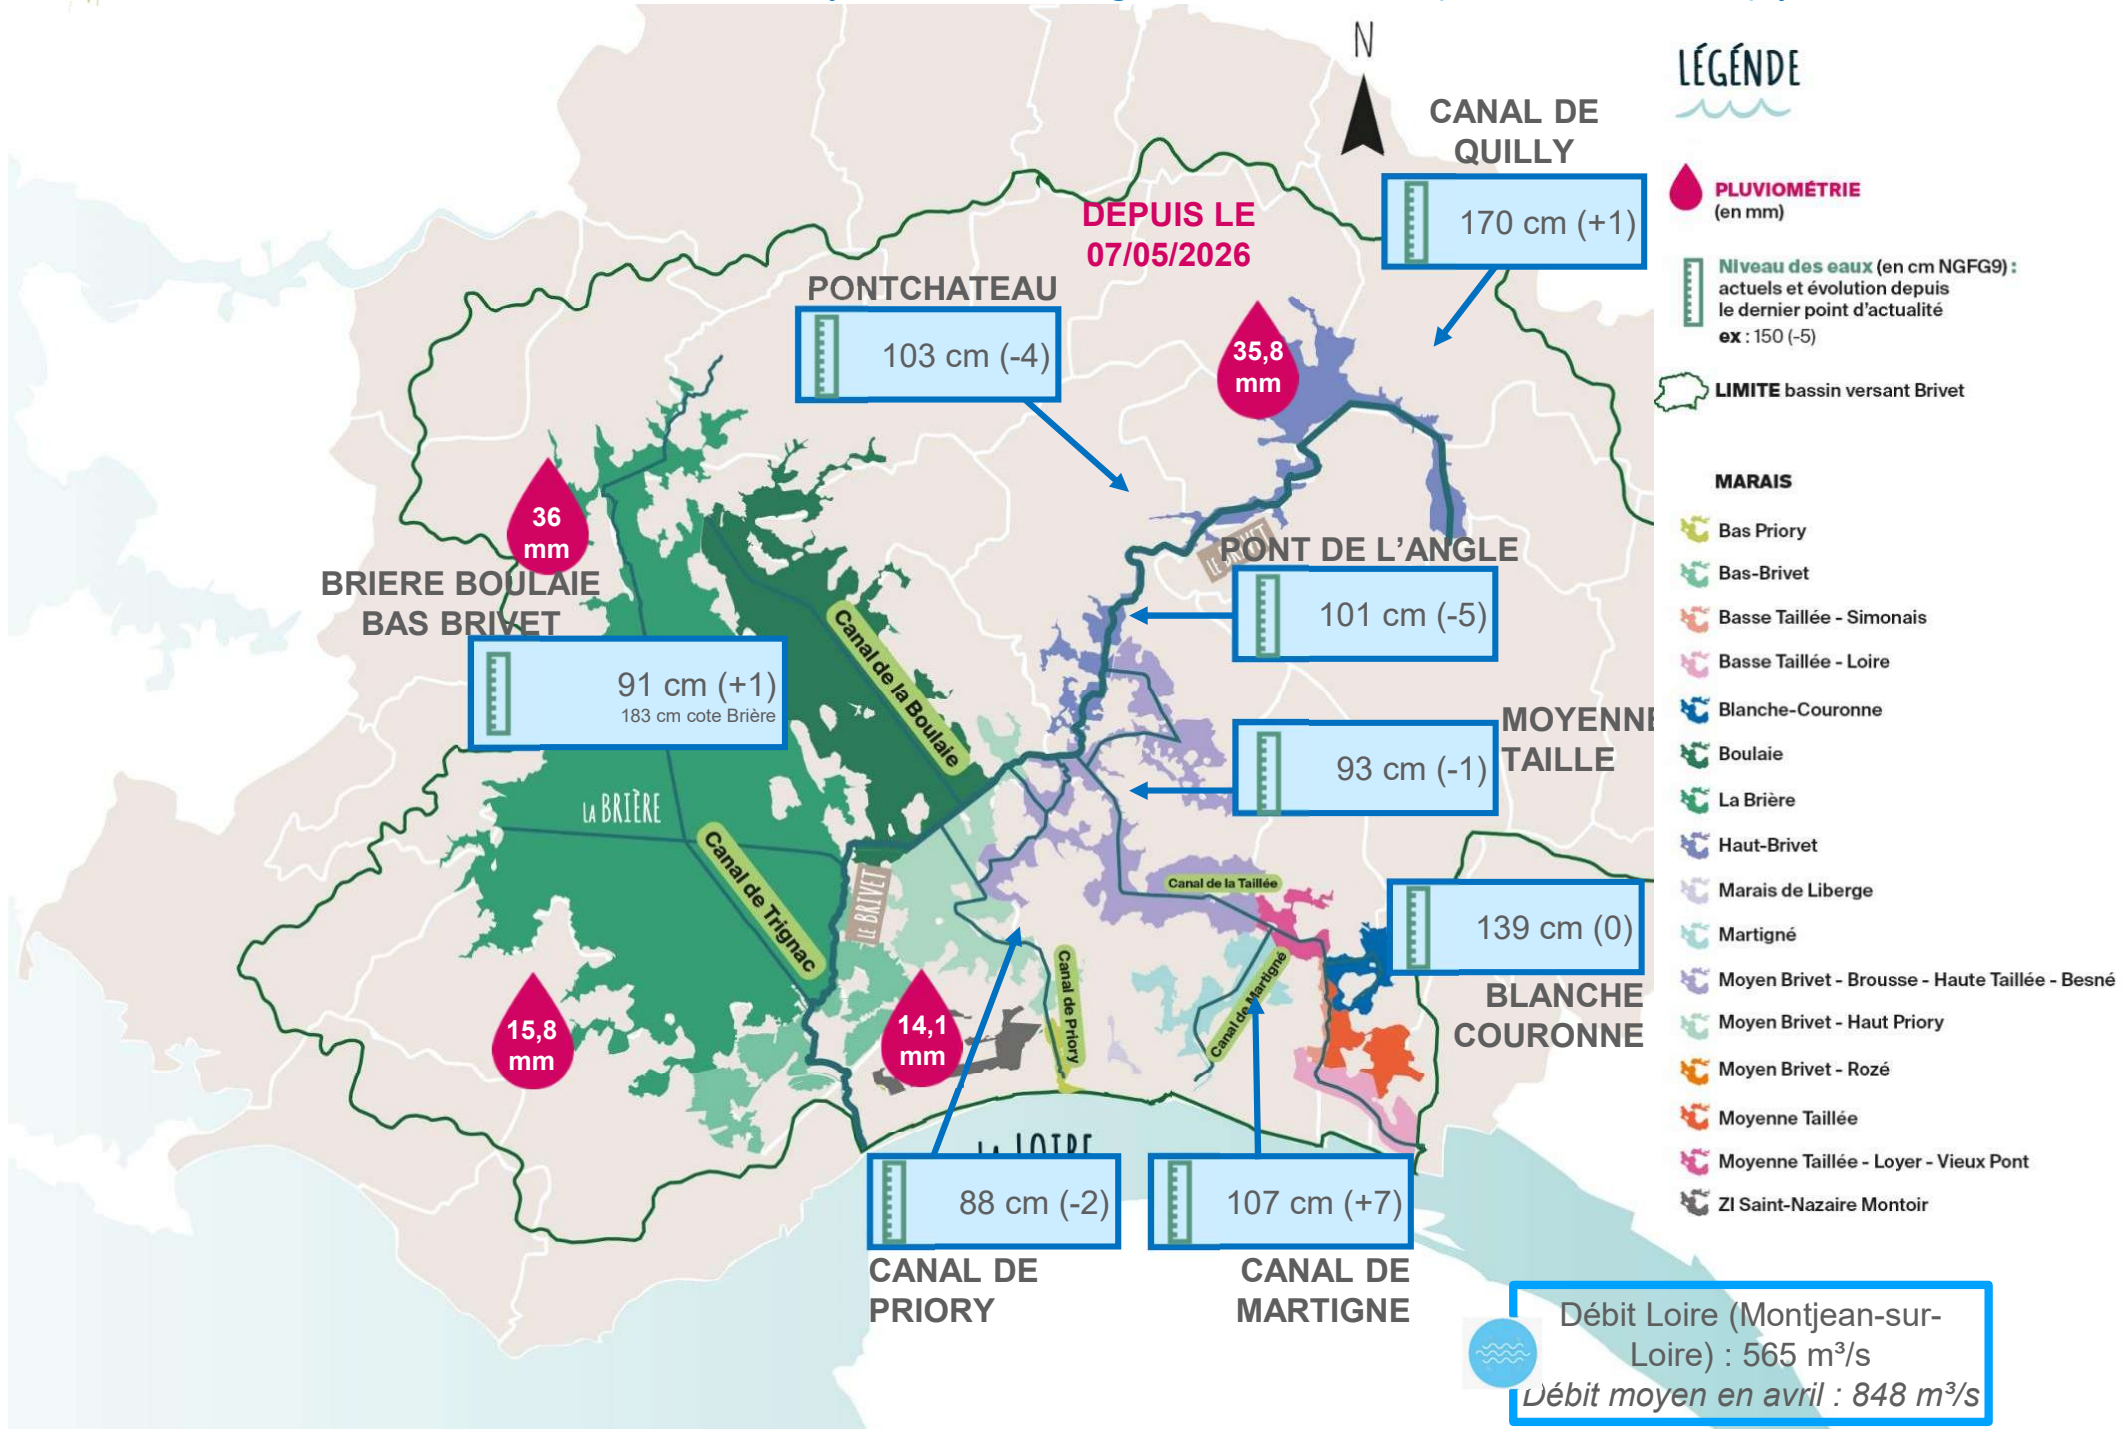 N
CANAL DE
QUILLY
170 cm (+1)
DEPUIS LE
07/05/2026
PONTCHATEAU
103 cm (-4)
35,8
mm
36
mm
BRIERE BOULAIE
BAS BRIVET
91 cm (+1)
183 cm cote Brière
PONT DE L'ANGLE
101 cm (-5)
MOYENNE
TAILLE
93 cm (-1)
Canal de la Boulaie
LA BRIÈRE
Canal de Trignac
LE BRIVET
Canal de la Taillée
139 cm (0)
BLANCHE
COURONNE
Canal de Priory
Canal de Martigné
15,8
mm
14,1
mm
LA LOIRE
88 cm (-2)
CANAL DE
PRIORY
107 cm (+7)
CANAL DE
MARTIGNE
LÉGÉNDE
PLUVIOMÉTRIE
(en mm)
Niveau des eaux (en cm NGFG9) :
actuels et évolution depuis
le dernier point d'actualité
ex : 150 (-5)
LIMITE bassin versant Brivet
MARAIS
Bas Priory
Bas-Brivet
Basse Taillée - Simonais
Basse Taillée - Loire
Blanche-Couronne
Boulaie
La Brière
Haut-Brivet
Marais de Liberge
Martigné
Moyen Brivet - Brousse - Haute Taillée - Besné
Moyen Brivet - Haut Priory
Moyen Brivet - Rozé
Moyenne Taillée
Moyenne Taillée - Loyer - Vieux Pont
ZI Saint-Nazaire Montoir
Débit Loire (Montjean-sur-
Loire) : 565 m³/s
Débit moyen en avril : 848 m³/s